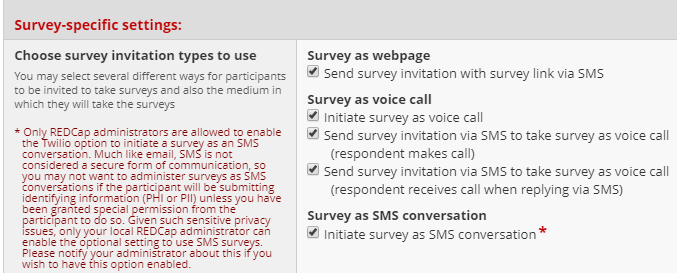 Survey-specific settings:
Choose survey invitation types to use
You may select several different ways for participants
to be invited to take surveys and also the medium in
which they will take the surveys
* Only REDCap administrators are allowed to enable
the Twilio option to initiate a survey as an SMS
conversation. Much like email, SMS is not
considered a secure form of communication, so
you may not want to administer surveys as SMS
conversations if the participant will be submitting
identifying information (PHI or PII) unless you have
been granted special permission from the
participant to do so. Given such sensitive privacy
issues, only your local REDCap administrator can
enable the optional setting to use SMS surveys.
Please notify your administrator about this if you
wish to have this option enabled.
Survey as webpage
Send survey invitation with survey link via SMS
Survey as voice call
Initiate survey as voice call
Send survey invitation via SMS to take survey as voice call
(respondent makes call)
Send survey invitation via SMS to take survey as voice call
(respondent receives call when replying via SMS)
Survey as SMS conversation
Initiate survey as SMS conversation *